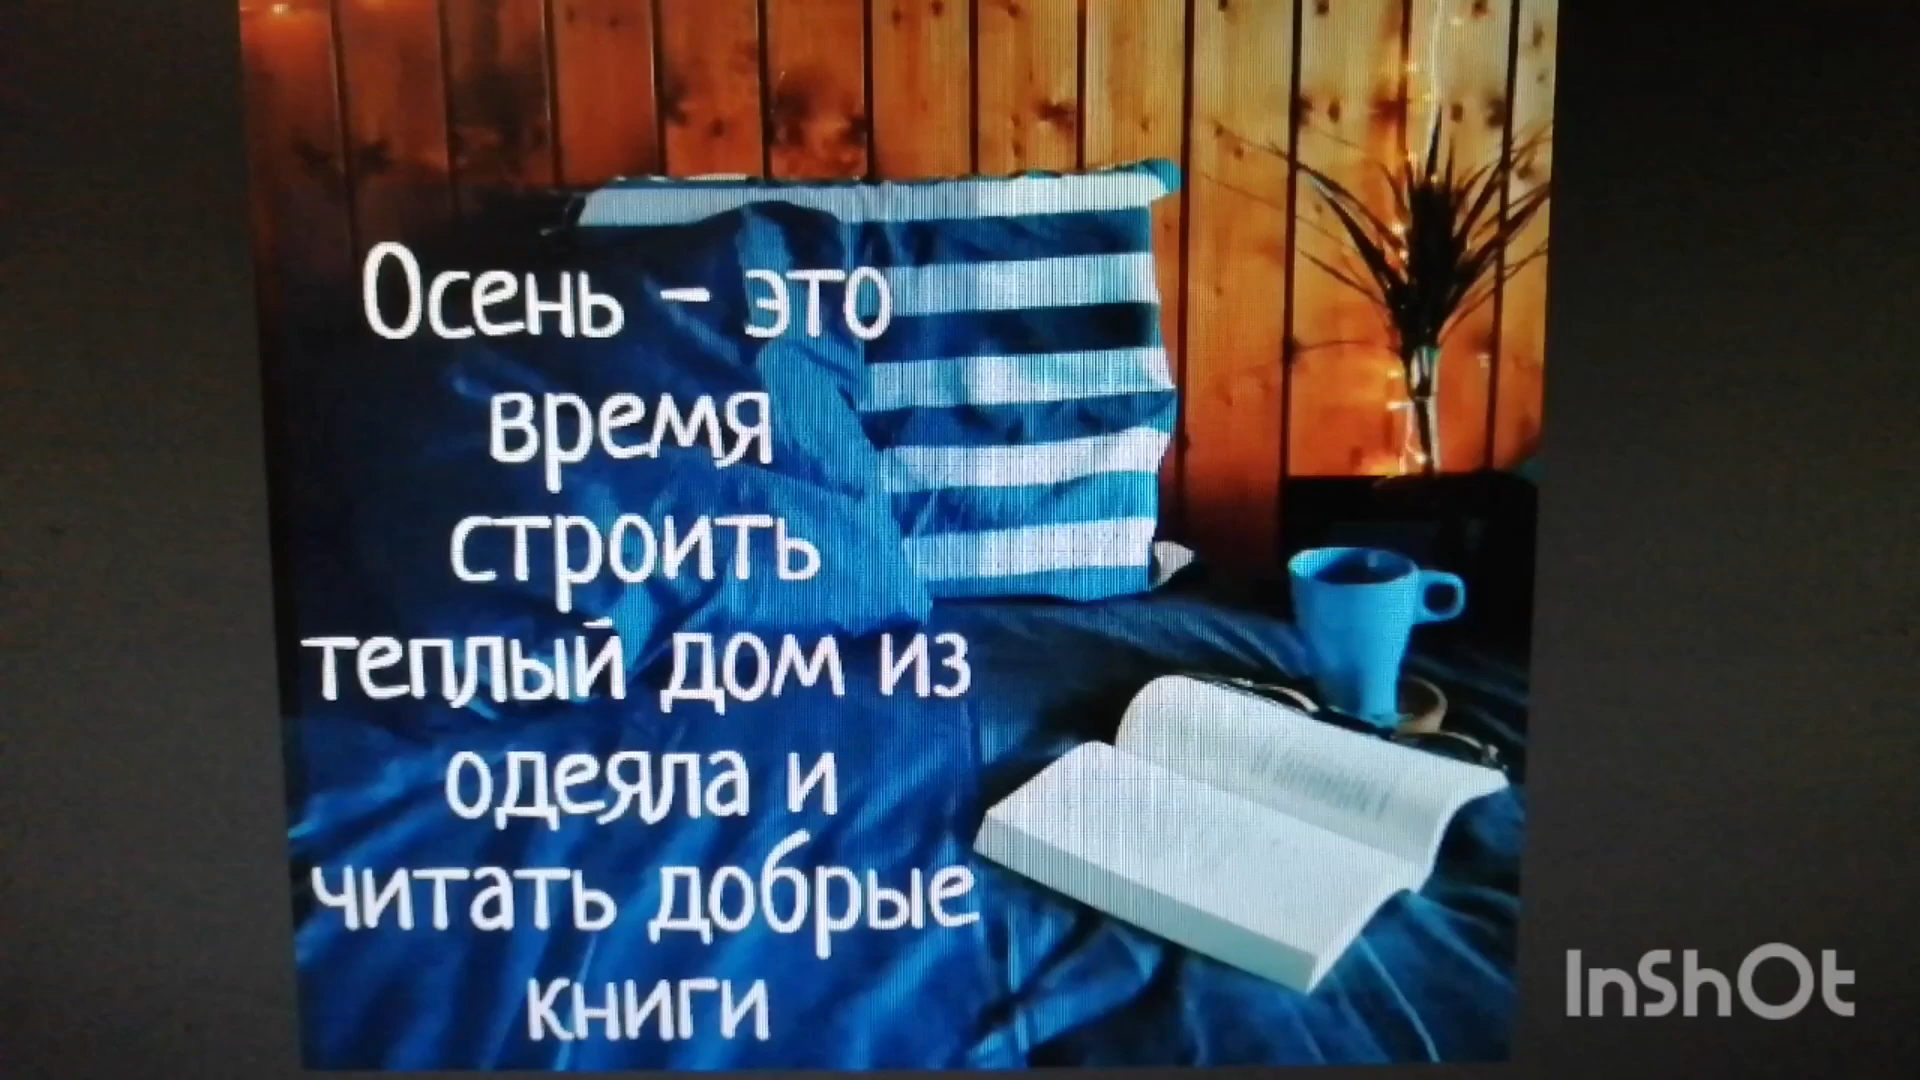 Осень - это
время
строить
теплый дом из
одеяла и
читать добрые
книги
InShOt